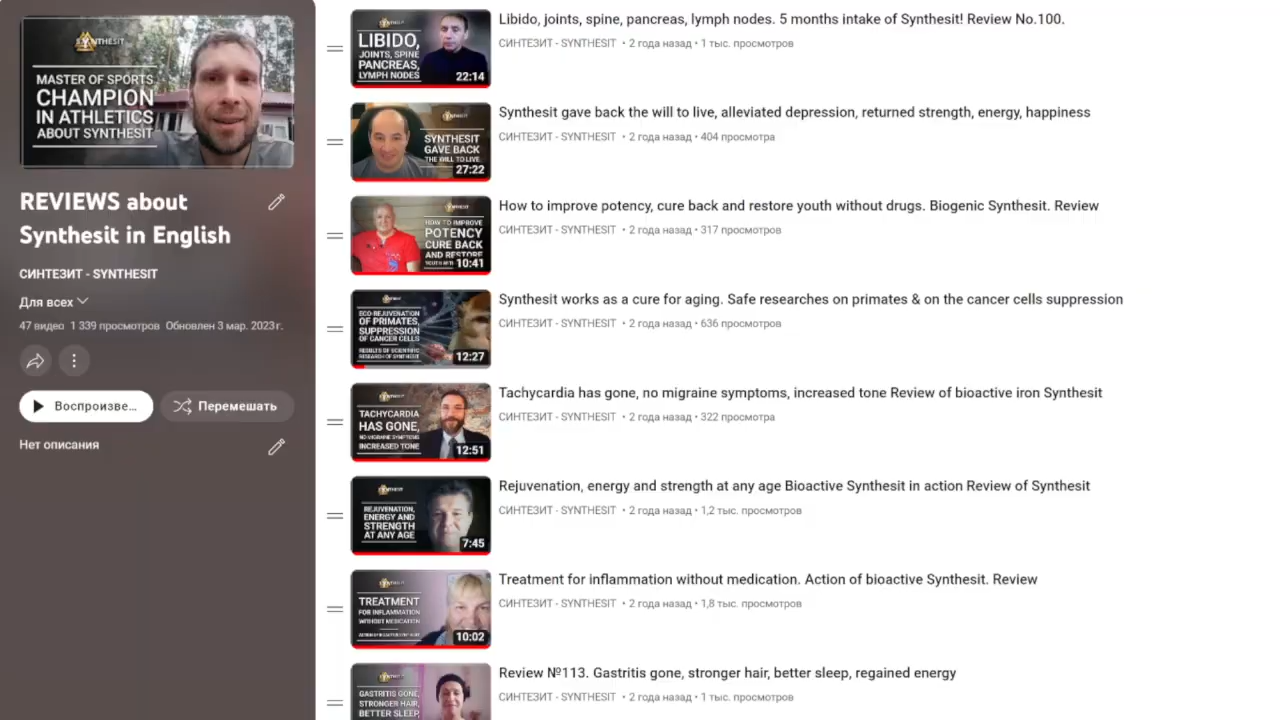 SYNTHESIT
MASTER OF SPORTS
CHAMPION
IN ATHLETICS
ABOUT SYNTHESIT
REVIEWS about
Synthesit in English
СИНТЕЗИТ - SYNTHESIT
Для всех
47 видео 1 339 просмотров Обновлен 3 мар. 2023 г.
Воспроизве...
Перемешать
Нет описания
LIBIDO,
JOINTS, SPINE
PANCREAS,
LYMPH NODES
22:14
Libido, joints, spine, pancreas, lymph nodes. 5 months intake of Synthesit! Review No.100.
СИНТЕЗИТ - SYNTHESIT • 2 года назад • 1 тыс. просмотров
SYNTHESIT
GAVE BACK
THE WILL TO LIVE
27:22
Synthesit gave back the will to live, alleviated depression, returned strength, energy, happiness
СИНТЕЗИТ - SYNTHESIT • 2 года назад • 404 просмотра
HOW TO IMPROVE
POTENCY
CURE BACK
AND RESTORE
10:41
How to improve potency, cure back and restore youth without drugs. Biogenic Synthesit. Review
СИНТЕЗИТ - SYNTHESIT • 2 года назад • 317 просмотров
ECO-REJUVENATION
OF PRIMATES,
SUPPRESSION
OF CANCER CELLS
RESULTS OF SCIENTIFIC
RESEARCH OF SYNTHESIT
12:27
Synthesit works as a cure for aging. Safe researches on primates & on the cancer cells suppression
СИНТЕЗИТ - SYNTHESIT • 2 года назад • 636 просмотров
TACHYCARDIA
HAS GONE,
NO MIGRAINE SYMPTOMS
INCREASED TONE
12:51
Tachycardia has gone, no migraine symptoms, increased tone Review of bioactive iron Synthesit
СИНТЕЗИТ - SYNTHESIT • 2 года назад • 322 просмотра
REJUVENATION,
ENERGY AND
STRENGTH
AT ANY AGE
7:45
Rejuvenation, energy and strength at any age Bioactive Synthesit in action Review of Synthesit
СИНТЕЗИТ - SYNTHESIT • 2 года назад • 1,2 тыс. просмотров
TREATMENT
FOR INFLAMMATION
WITHOUT MEDICATION
10:02
Treatment for inflammation without medication. Action of bioactive Synthesit. Review
СИНТЕЗИТ - SYNTHESIT • 2 года назад • 1,8 тыс. просмотров
GASTRITIS GONE,
STRONGER HAIR,
BETTER SLEEP,
Review №113. Gastritis gone, stronger hair, better sleep, regained energy
СИНТЕЗИТ - SYNTHESIT • 2 года назад • 1 тыс. просмотров